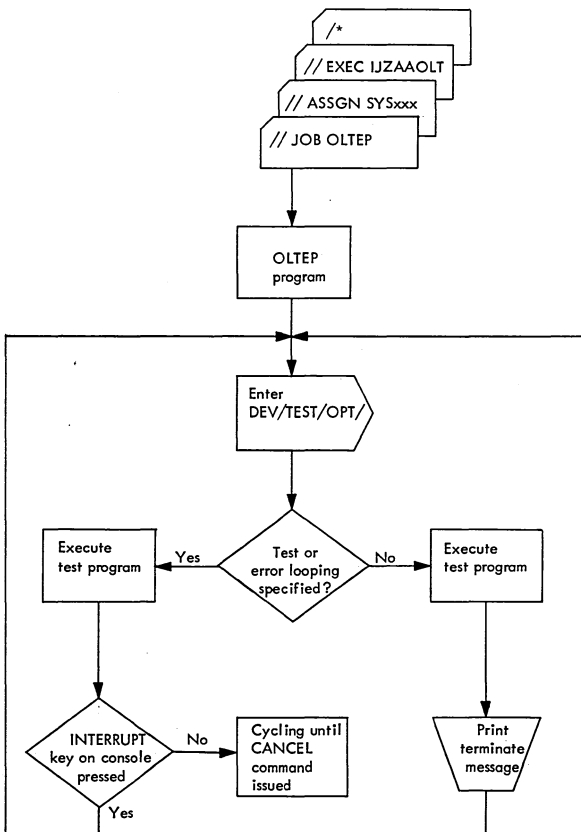 /*
// EXEC IJZAAOLT
// ASSGN SYSxxx
// JOB OLTEP
OLTEP
program
Enter
DEV/TEST/OPT/
Test or
error looping
specified?
Yes
No
Execute
test program
Execute
test program
INTERRUPT
key on console
pressed
No
Yes
Cycling until
CANCEL
command
issued
Print
terminate
message